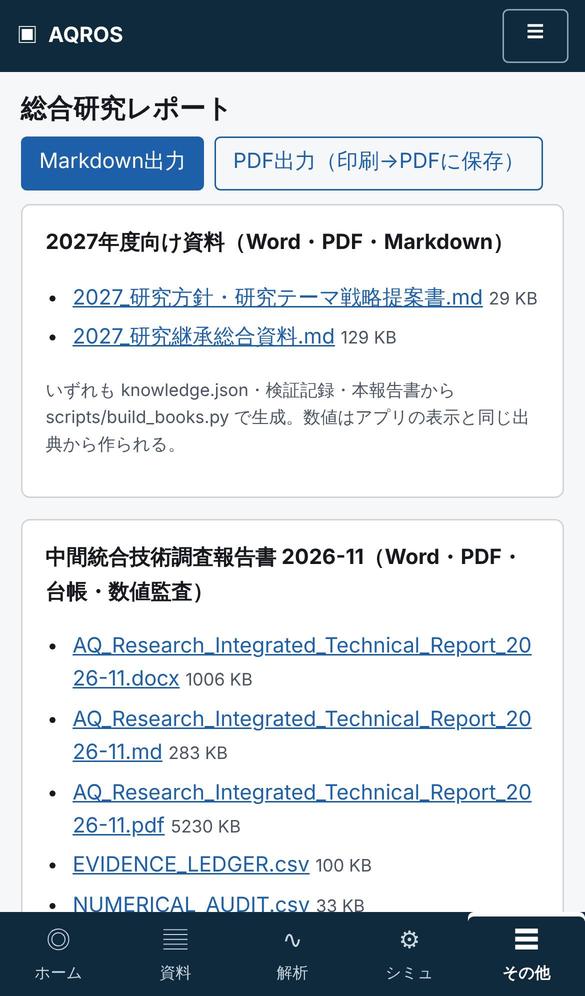 AQROS
総合研究レポート
Markdown出力
PDF出力（印刷→PDFに保存）
2027年度向け資料（Word・PDF・Markdown）
• 2027_研究方針・研究テーマ戦略提案書.md 29 KB
• 2027_研究継承総合資料.md 129 KB
いずれも knowledge.json・検証記録・本報告書から
scripts/build_books.py で生成。数値はアプリの表示と同じ出
典から作られる。
中間統合技術調査報告書 2026-11（Word・PDF・
台帳・数値監査）
• AQ_Research_Integrated_Technical_Report_20
26-11.docx 1006 KB
• AQ_Research_Integrated_Technical_Report_20
26-11.md 283 KB
• AQ_Research_Integrated_Technical_Report_20
26-11.pdf 5230 KB
• EVIDENCE_LEDGER.csv 100 KB
• NUMERICAL_AUDIT.csv 33 KB
ホーム
資料
解析
シミュ
その他